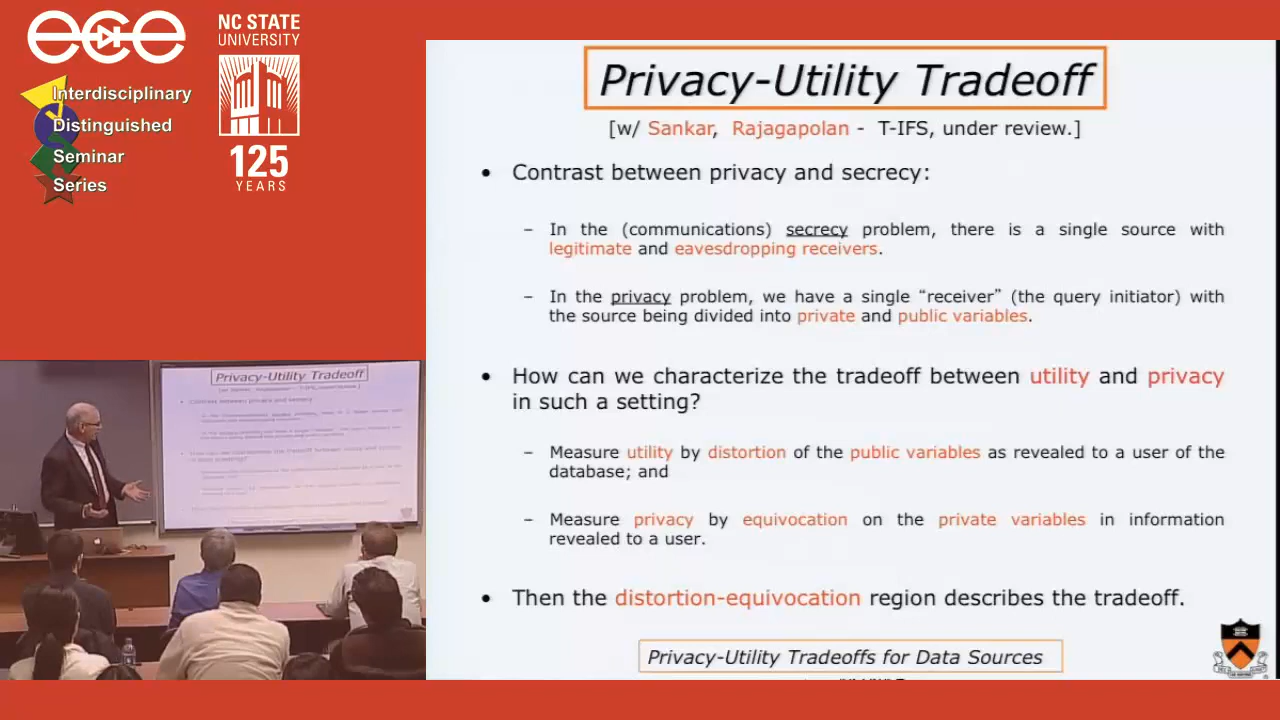 ece
NC STATE
UNIVERSITY
125
YEARS
Interdisciplinary
Distinguished
Seminar
Series
Privacy-Utility Tradeoff
[w/ Sankar, Rajagapolan - T-IFS, under review.]
• Contrast between privacy and secrecy:
– In the (communications) secrecy problem, there is a single source with
legitimate and eavesdropping receivers.
– In the privacy problem, we have a single “receiver” (the query initiator) with
the source being divided into private and public variables.
• How can we characterize the tradeoff between utility and privacy
in such a setting?
– Measure utility by distortion of the public variables as revealed to a user of the
database; and
– Measure privacy by equivocation on the private variables in information
revealed to a user.
• Then the distortion-equivocation region describes the tradeoff.
Privacy-Utility Tradeoffs for Data Sources
Privacy-Utility Tradeoff